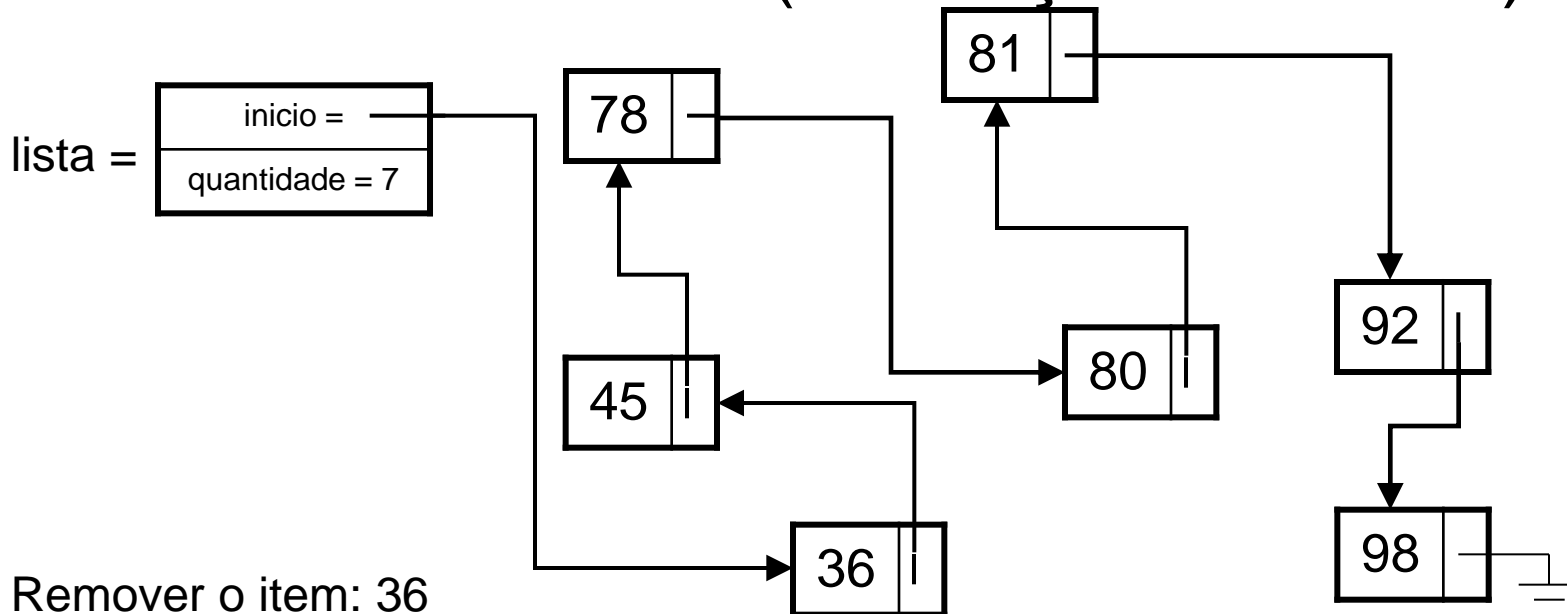 81
78
inicio =
lista =
quantidade = 7
92
80
45
36
98
Remover o item: 36